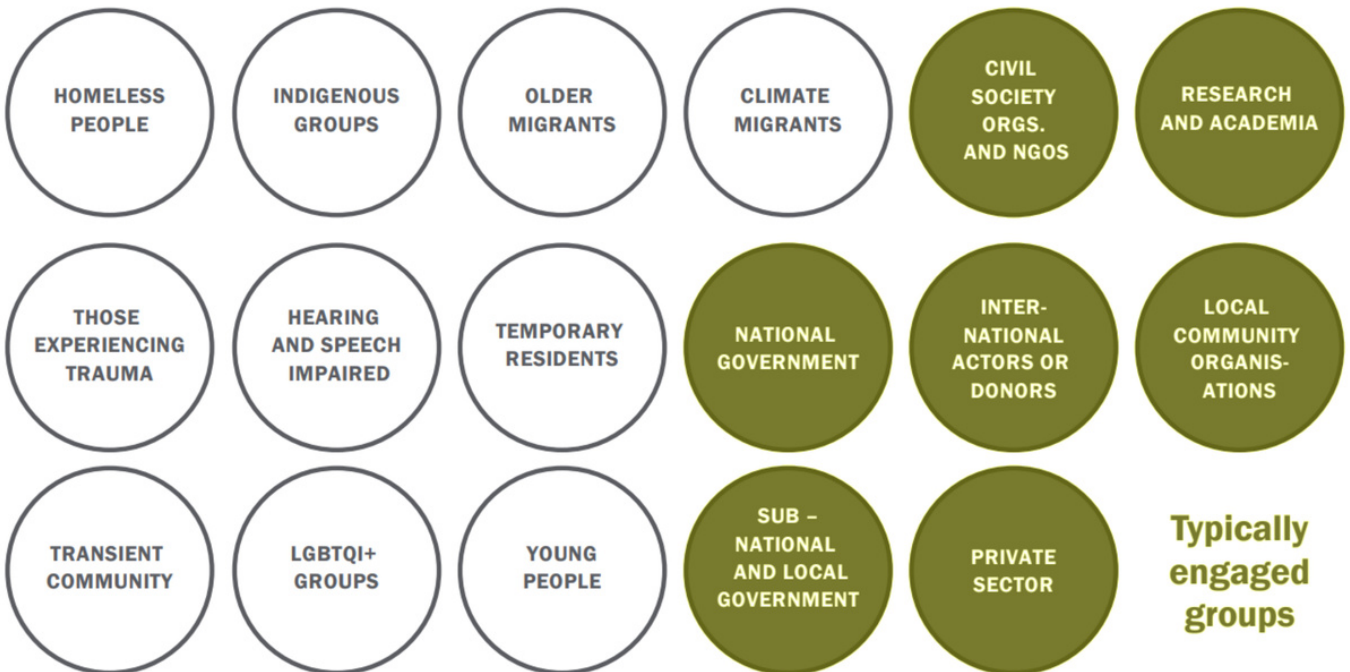 HOMELESS
PEOPLE
INDIGENOUS
GROUPS
OLDER
MIGRANTS
CLIMATE
MIGRANTS
CIVIL
SOCIETY
ORGS.
AND NGOS
RESEARCH
AND ACADEMIA
THOSE
EXPERIENCING
TRAUMA
HEARING
AND SPEECH
IMPAIRED
TEMPORARY
RESIDENTS
NATIONAL
GOVERNMENT
INTER-
NATIONAL
ACTORS OR
DONORS
LOCAL
COMMUNITY
ORGANIS-
ATIONS
TRANSIENT
COMMUNITY
LGBTQI+
GROUPS
YOUNG
PEOPLE
SUB –
NATIONAL
AND LOCAL
GOVERNMENT
PRIVATE
SECTOR
Typically
engaged
groups